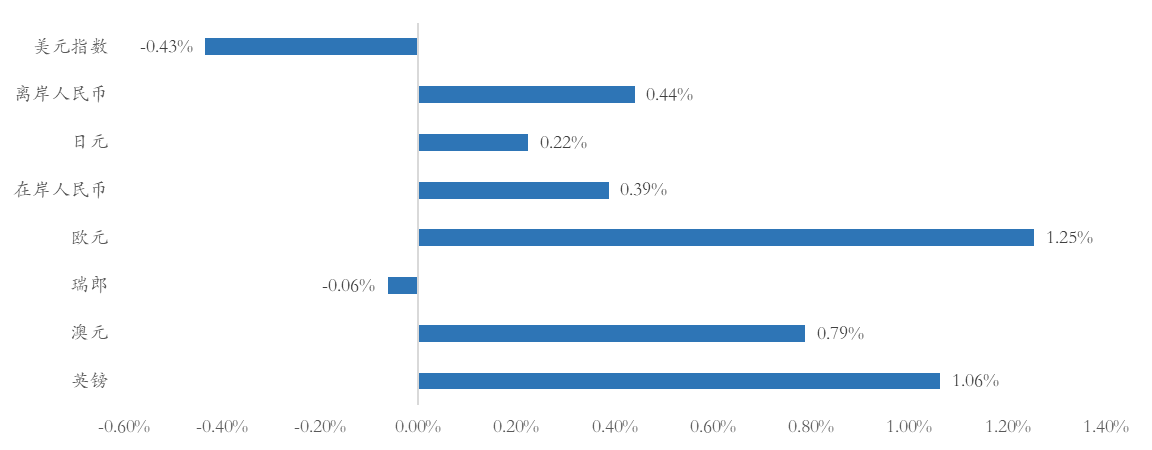 美元指数 -0.43%
离岸人民币 0.44%
日元 0.22%
在岸人民币 0.39%
欧元 1.25%
瑞郎 -0.06%
澳元 0.79%
英镑 1.06%
-0.60% -0.40% -0.20% 0.00% 0.20% 0.40% 0.60% 0.80% 1.00% 1.20% 1.40%